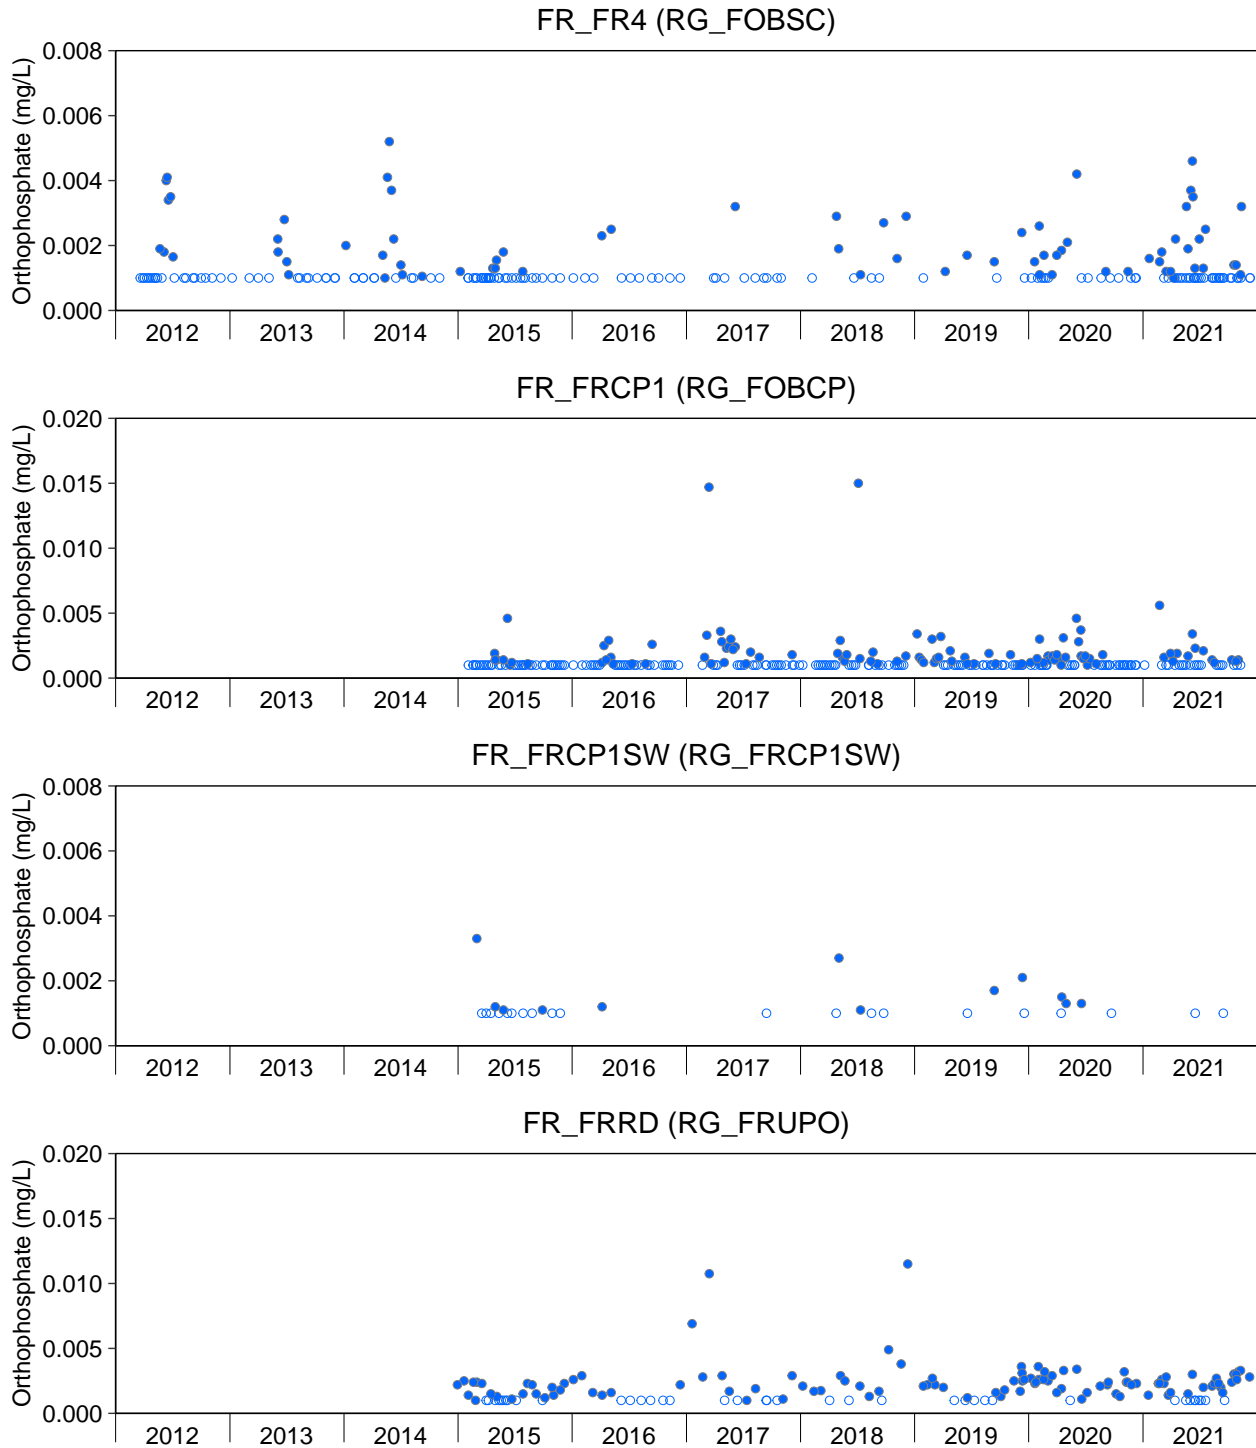 FR_FR4 (RG_FOBSC)
Orthophosphate (mg/L)
0.008
0.006
0.004
0.002
0.000
2012 2013 2014 2015 2016 2017 2018 2019 2020 2021
FR_FRCP1 (RG_FOBCP)
Orthophosphate (mg/L)
0.020
0.015
0.010
0.005
0.000
2012 2013 2014 2015 2016 2017 2018 2019 2020 2021
FR_FRCP1SW (RG_FRCP1SW)
Orthophosphate (mg/L)
0.008
0.006
0.004
0.002
0.000
2012 2013 2014 2015 2016 2017 2018 2019 2020 2021
FR_FRRD (RG_FRUPO)
Orthophosphate (mg/L)
0.020
0.015
0.010
0.005
0.000
2012 2013 2014 2015 2016 2017 2018 2019 2020 2021